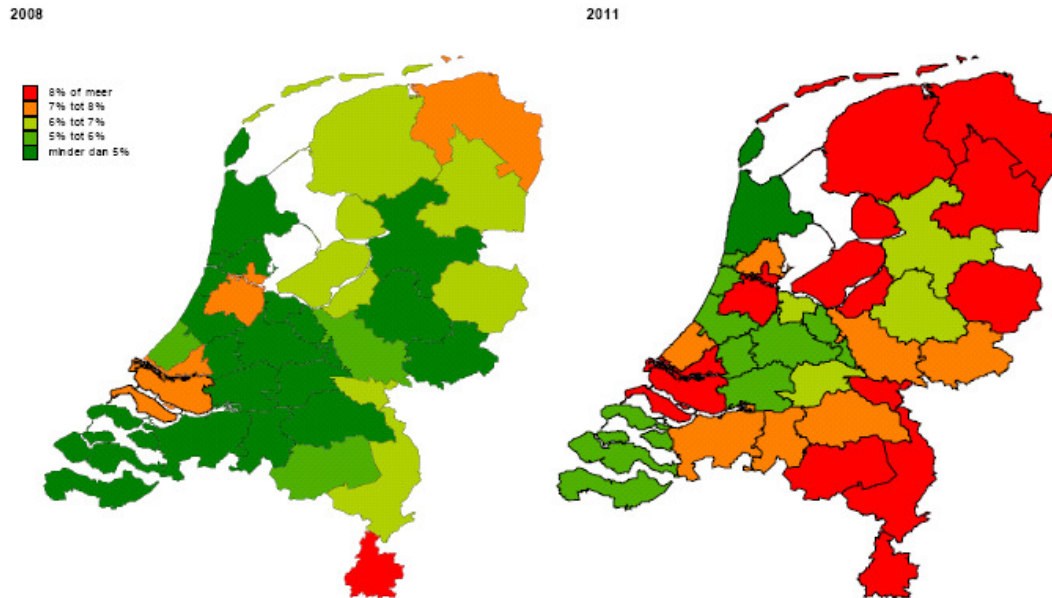 2008
2011
8% of meer
7% tot 8%
6% tot 7%
5% tot 6%
minder dan 5%